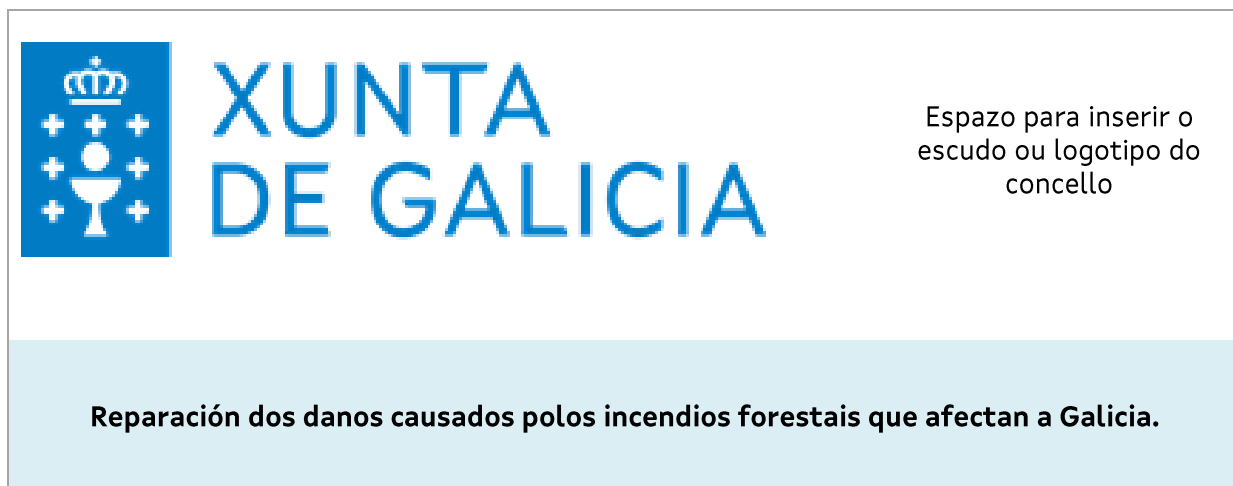 XUNTA
DE GALICIA
Espazo para inserir o
escudo ou logotipo do
concello
Reparación dos danos causados polos incendios forestais que afectan a Galicia.